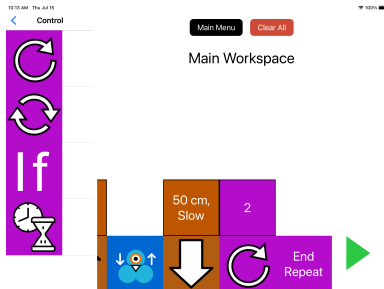 10:13 AM Thu Jul 15
100%
Control
Main Menu
Clear All
Main Workspace
If
50 cm,
Slow
2
End
Repeat